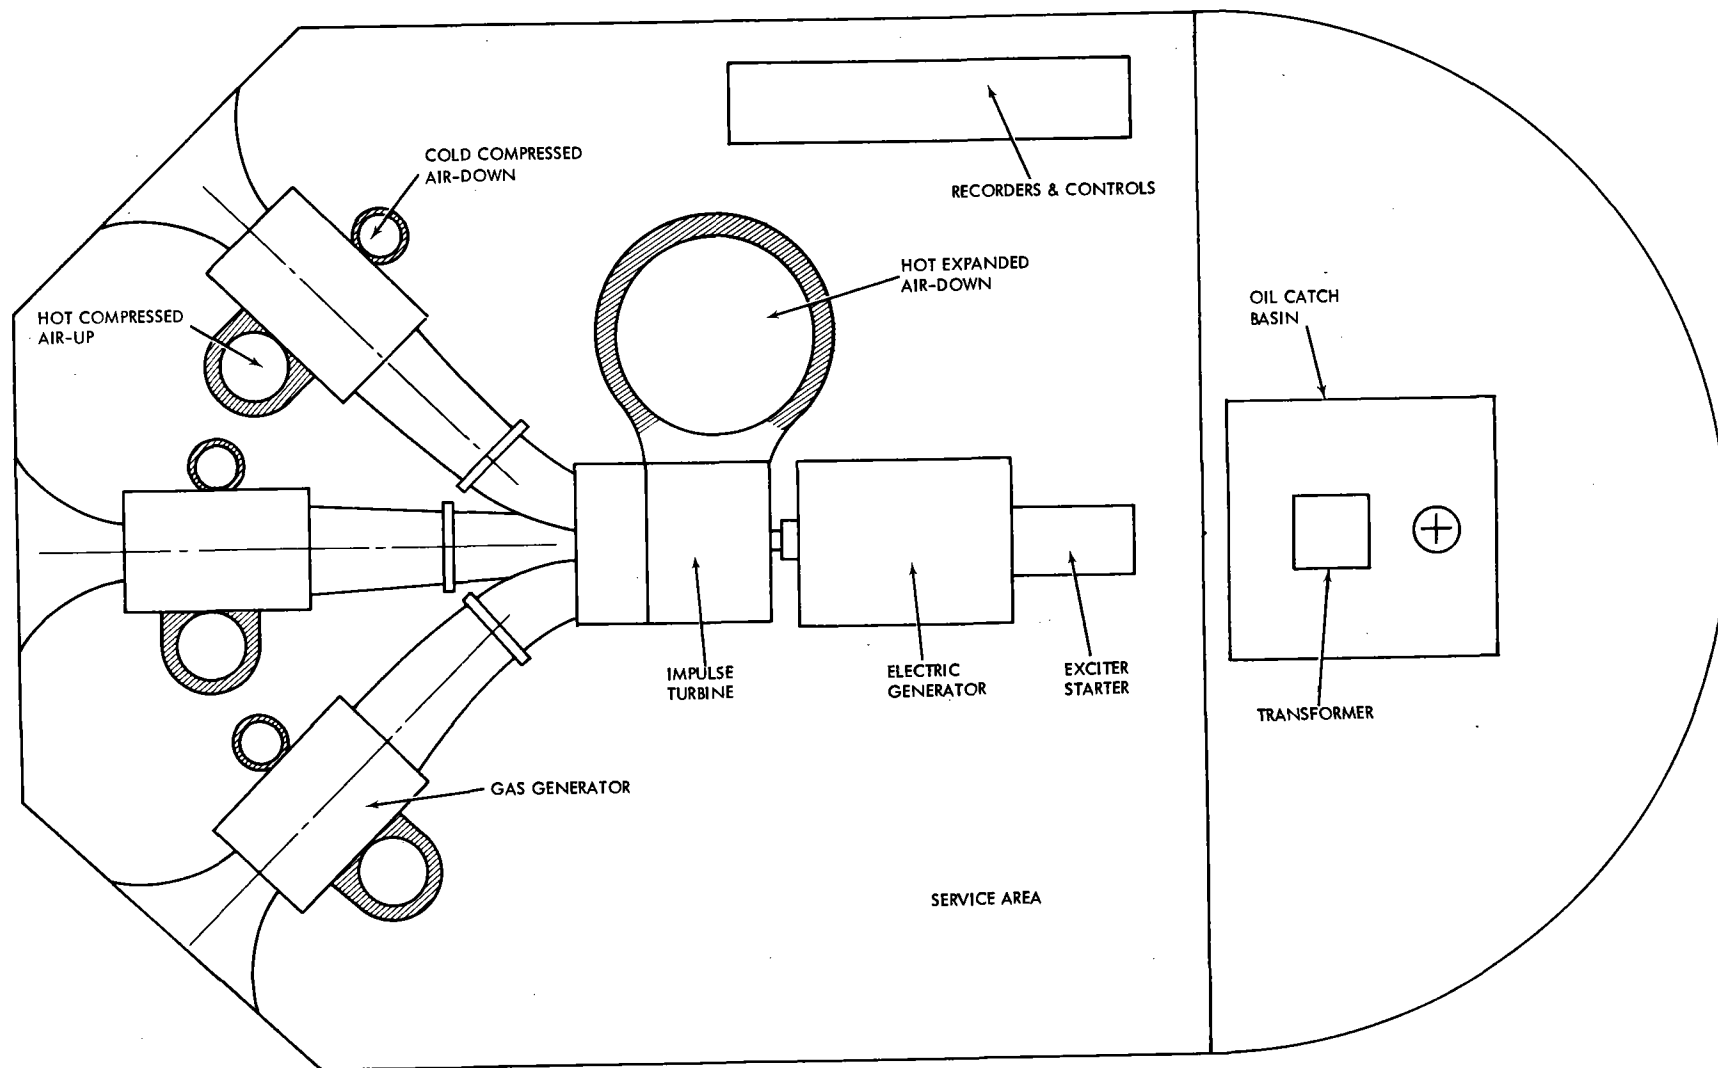 COLD COMPRESSED
AIR-DOWN
RECORDERS & CONTROLS
HOT EXPANDED
AIR-DOWN
OIL CATCH
BASIN
HOT COMPRESSED
AIR-UP
IMPULSE
TURBINE
ELECTRIC
GENERATOR
EXCITER
STARTER
TRANSFORMER
GAS GENERATOR
SERVICE AREA